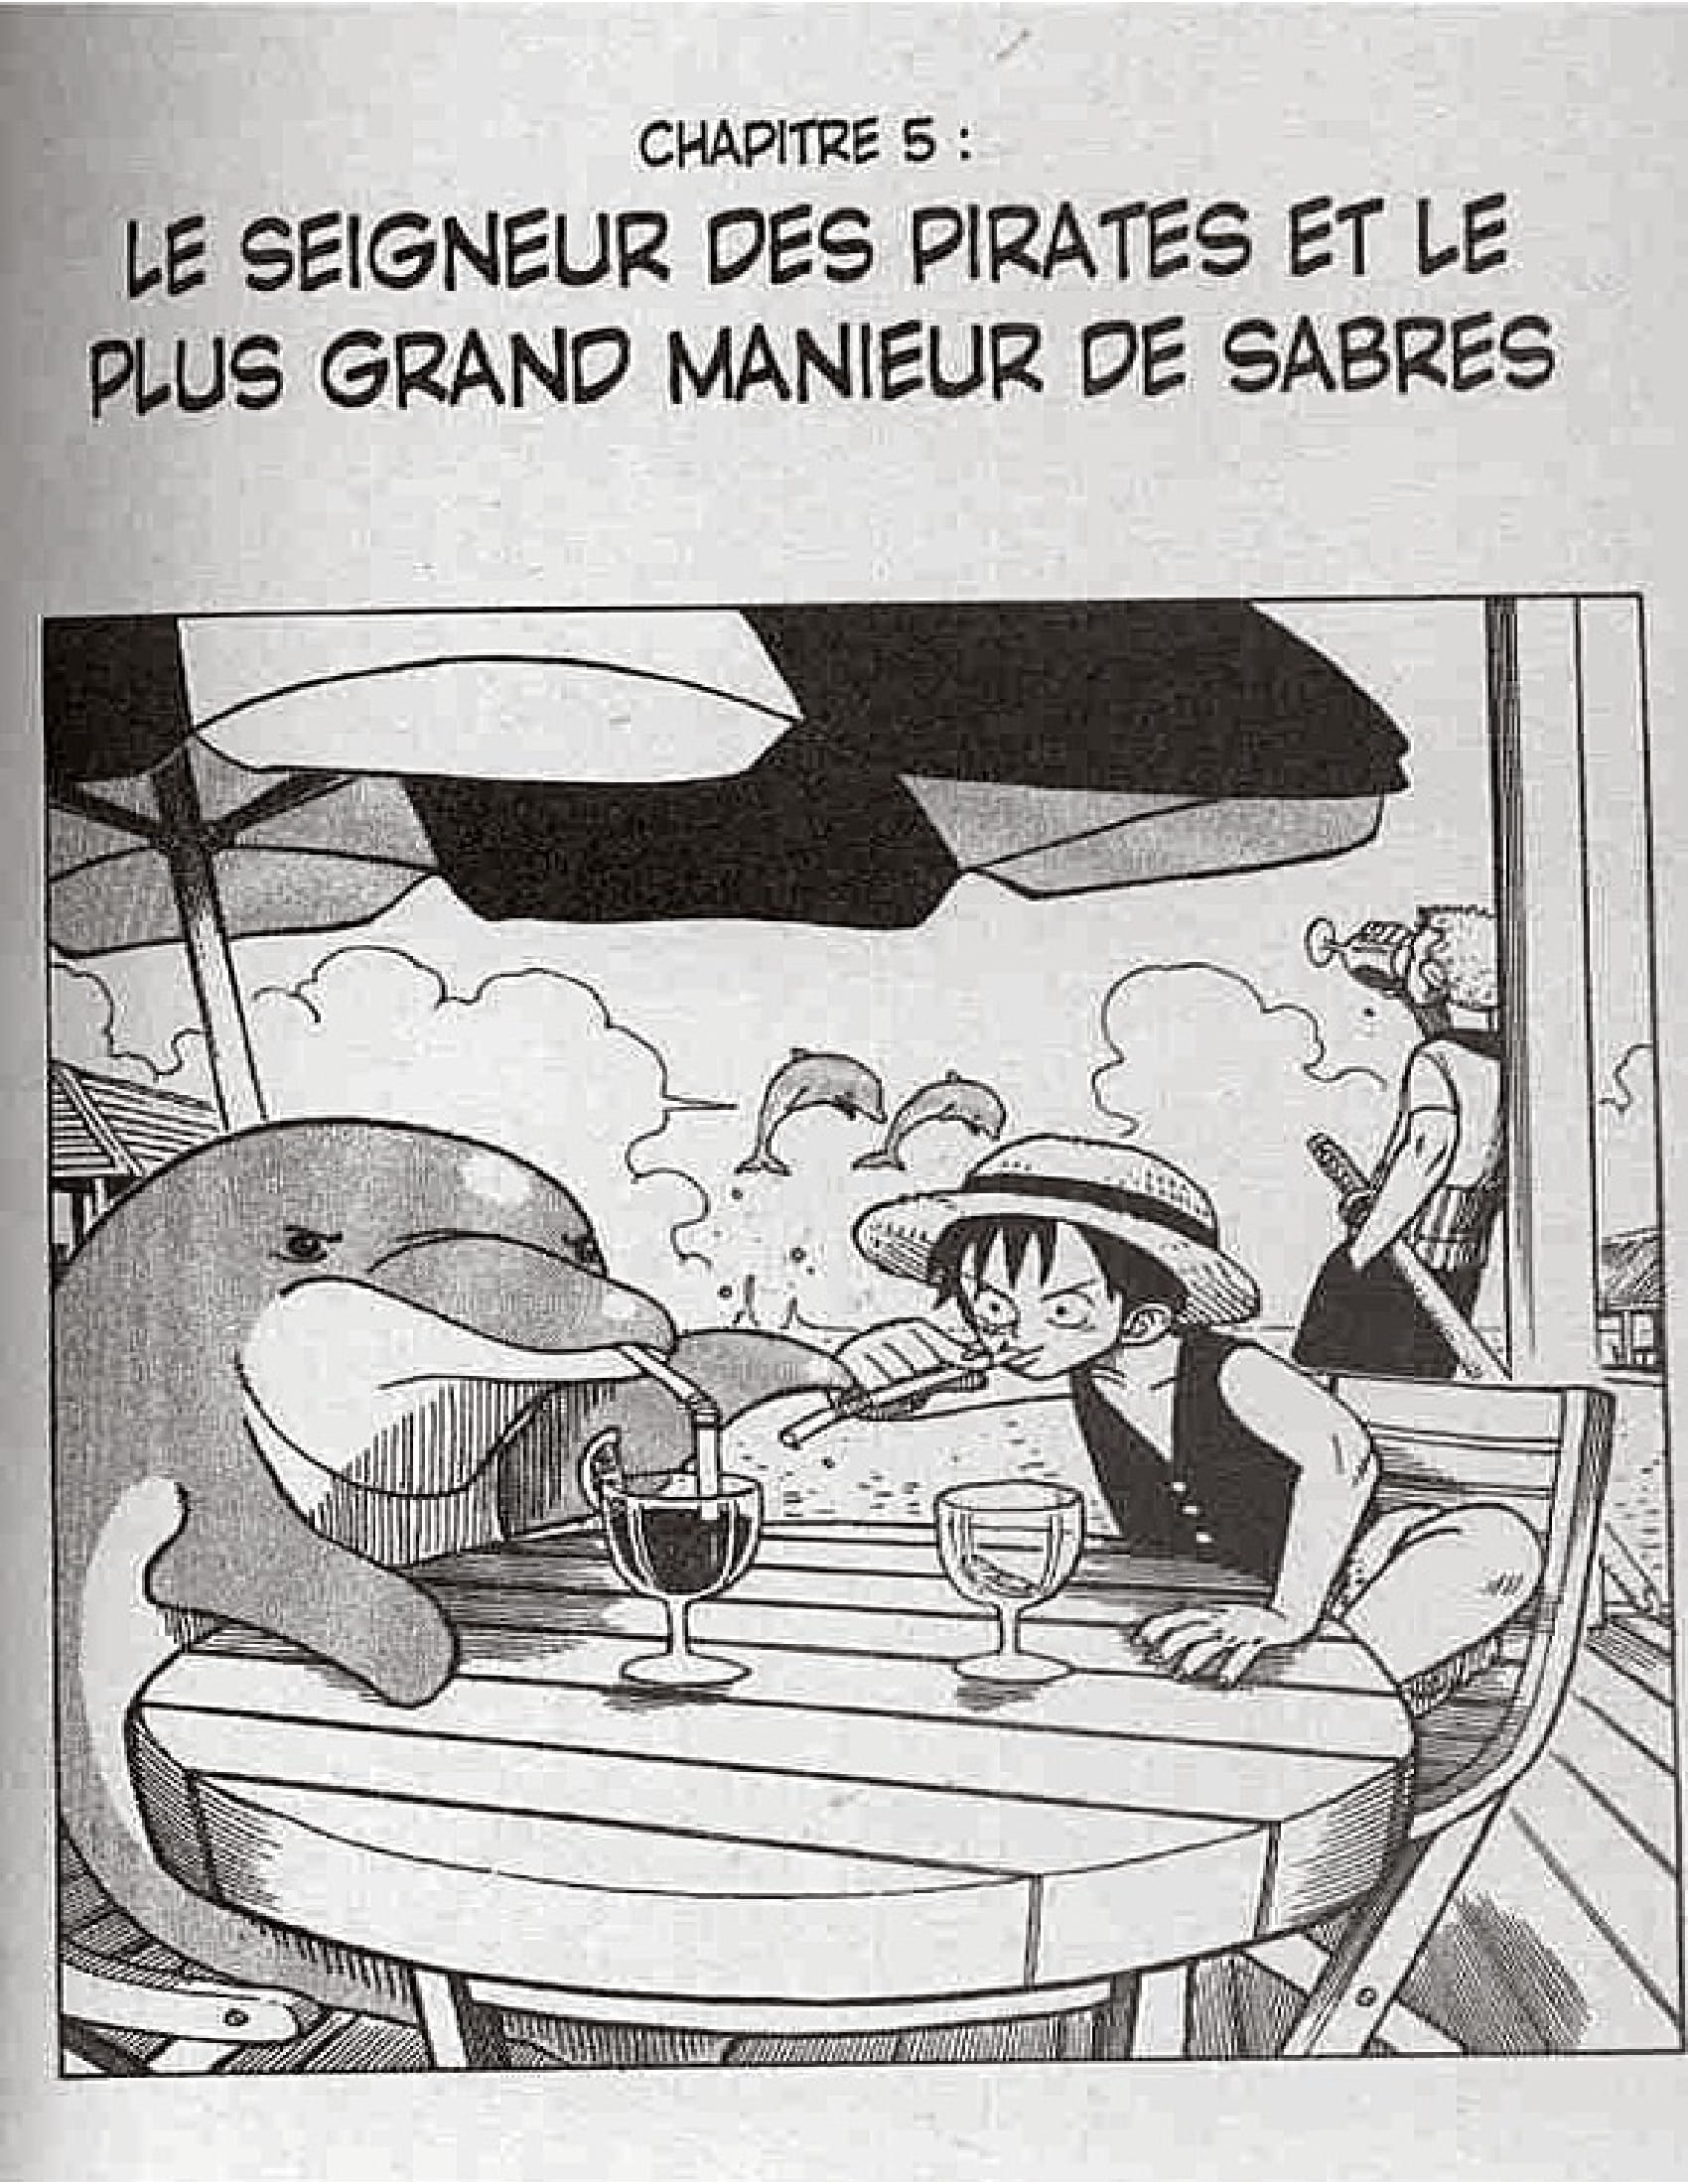 CHAPITRE 5 :
LE SEIGNEUR DES PIRATES ET LE
PLUS GRAND MANIEUR DE SABRES